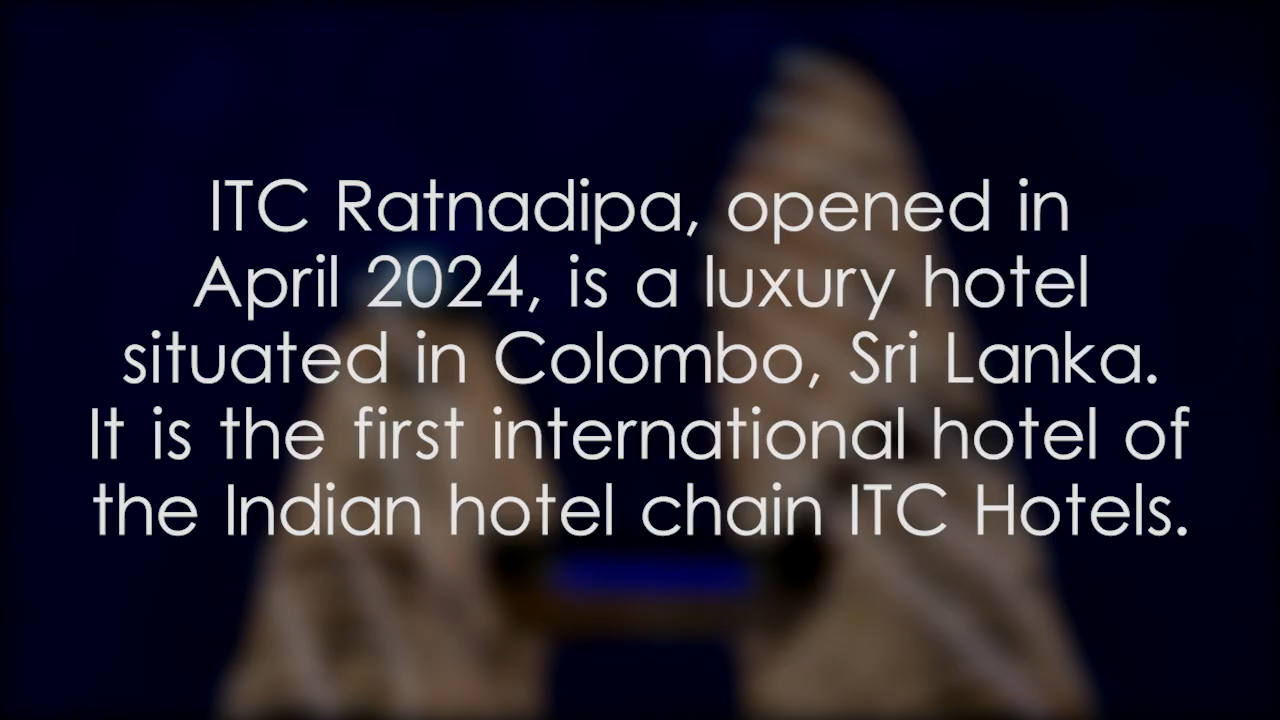 ITC Ratnadipa, opened in
April 2024, is a luxury hotel
situated in Colombo, Sri Lanka.
It is the first international hotel of
the Indian hotel chain ITC Hotels.